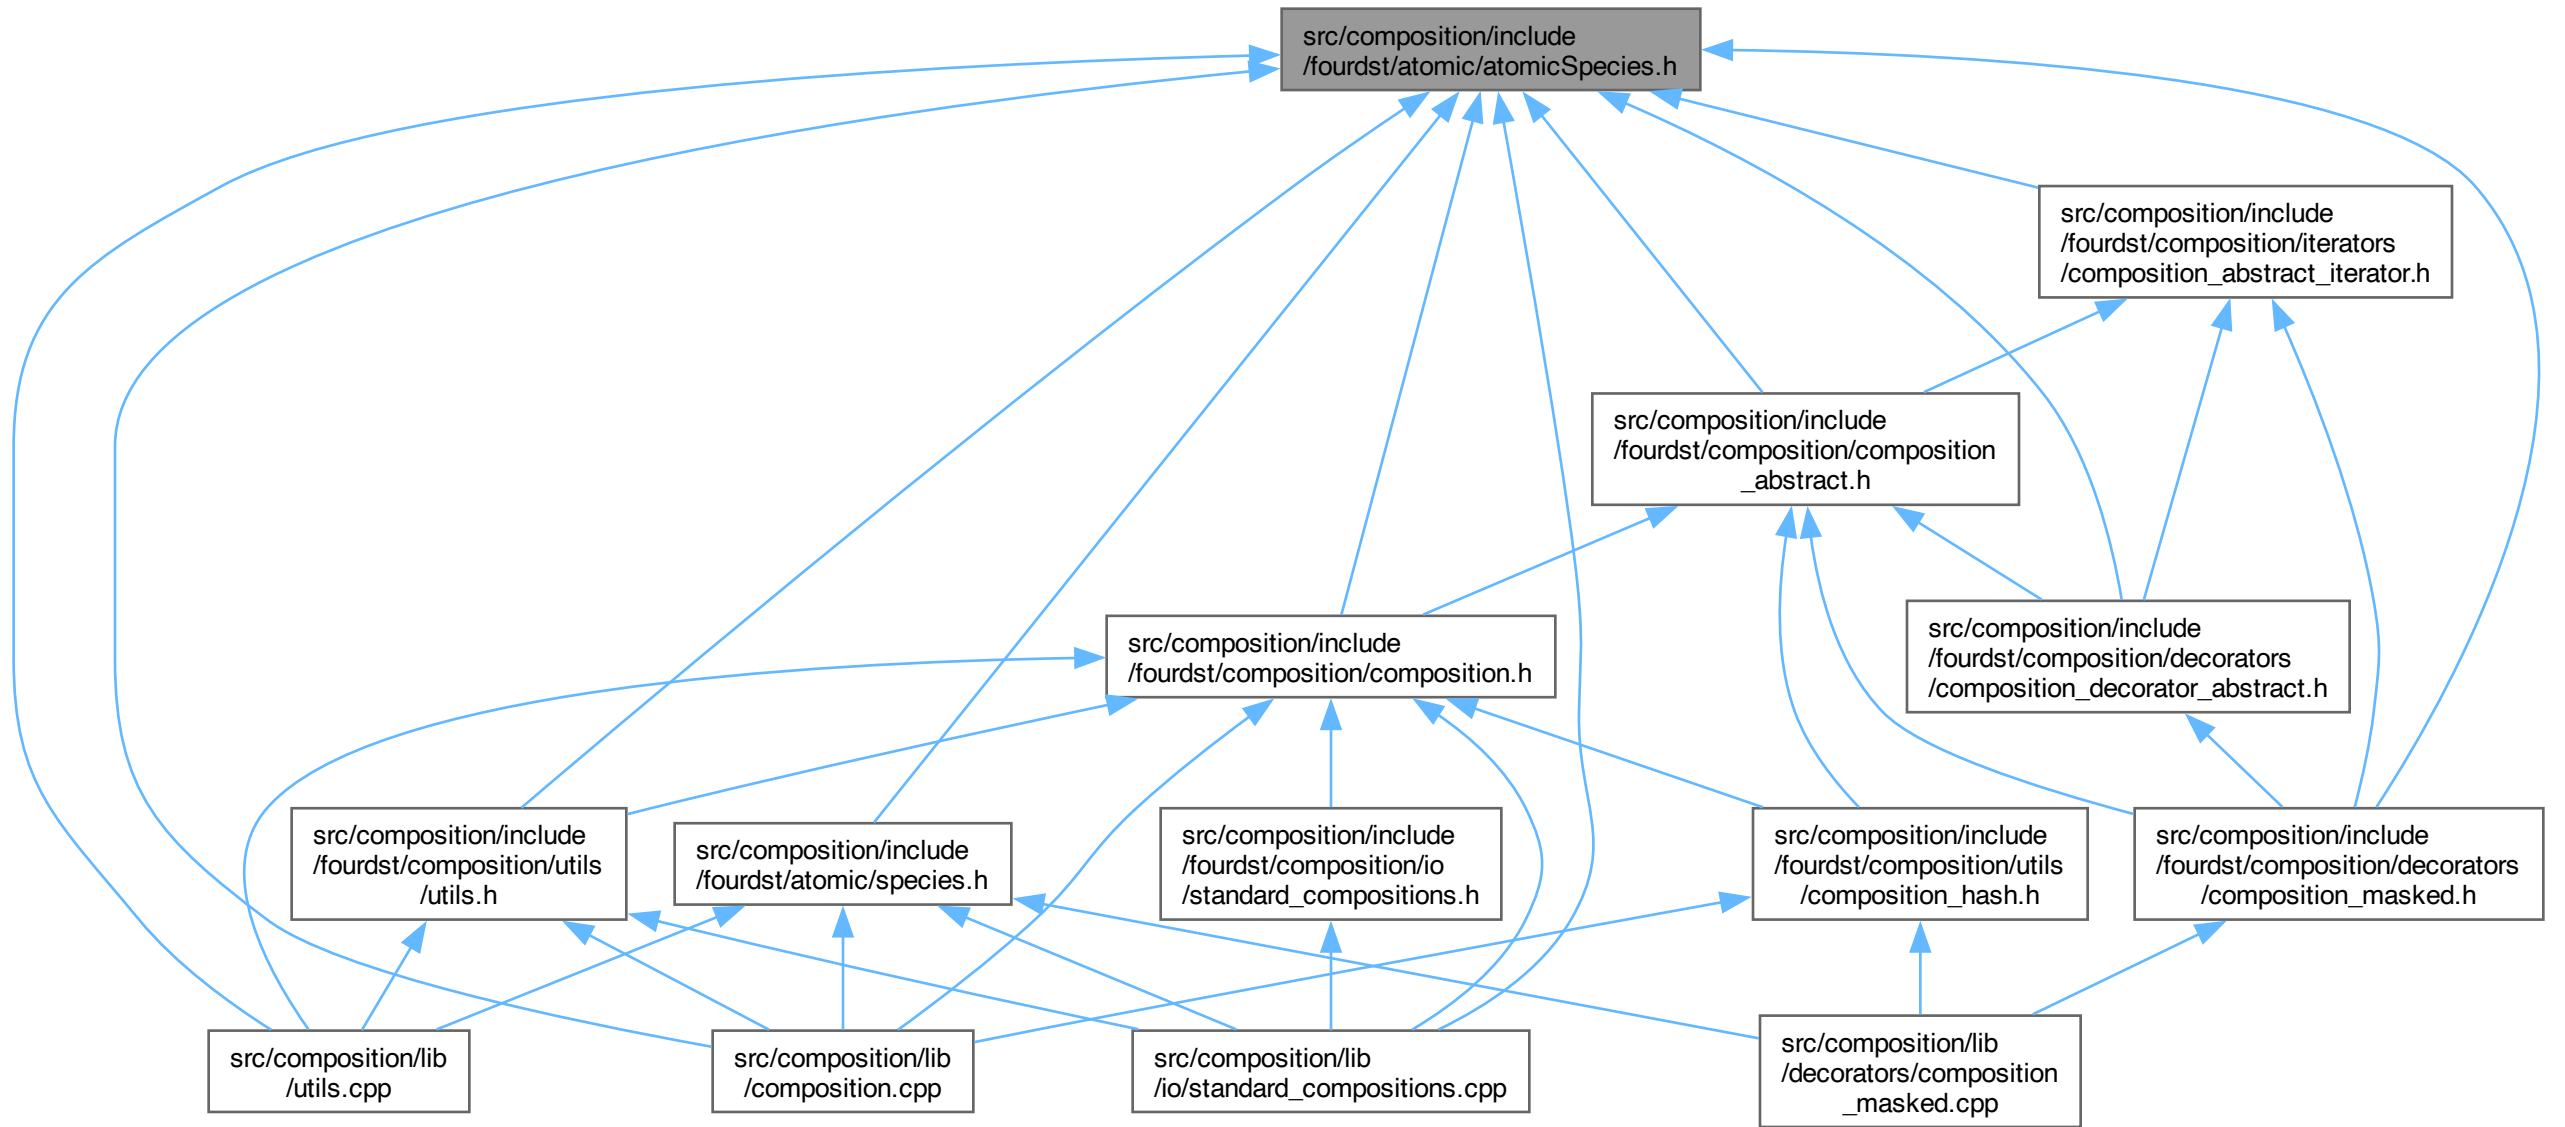 src/composition/include
/fourdst/atomic/atomicSpecies.h
src/composition/include
/fourdst/composition/iterators
/composition_abstract_iterator.h
src/composition/include
/fourdst/composition/composition
_abstract.h
src/composition/include
/fourdst/composition/decorators
/composition_decorator_abstract.h
src/composition/include
/fourdst/composition/composition.h
src/composition/include
/fourdst/composition/utils
/utils.h
src/composition/include
/fourdst/atomic/species.h
src/composition/include
/fourdst/composition/io
/standard_compositions.h
src/composition/include
/fourdst/composition/utils
/composition_hash.h
src/composition/include
/fourdst/composition/decorators
/composition_masked.h
src/composition/lib
/utils.cpp
src/composition/lib
/composition.cpp
src/composition/lib
/io/standard_compositions.cpp
src/composition/lib
/decorators/composition
_masked.cpp